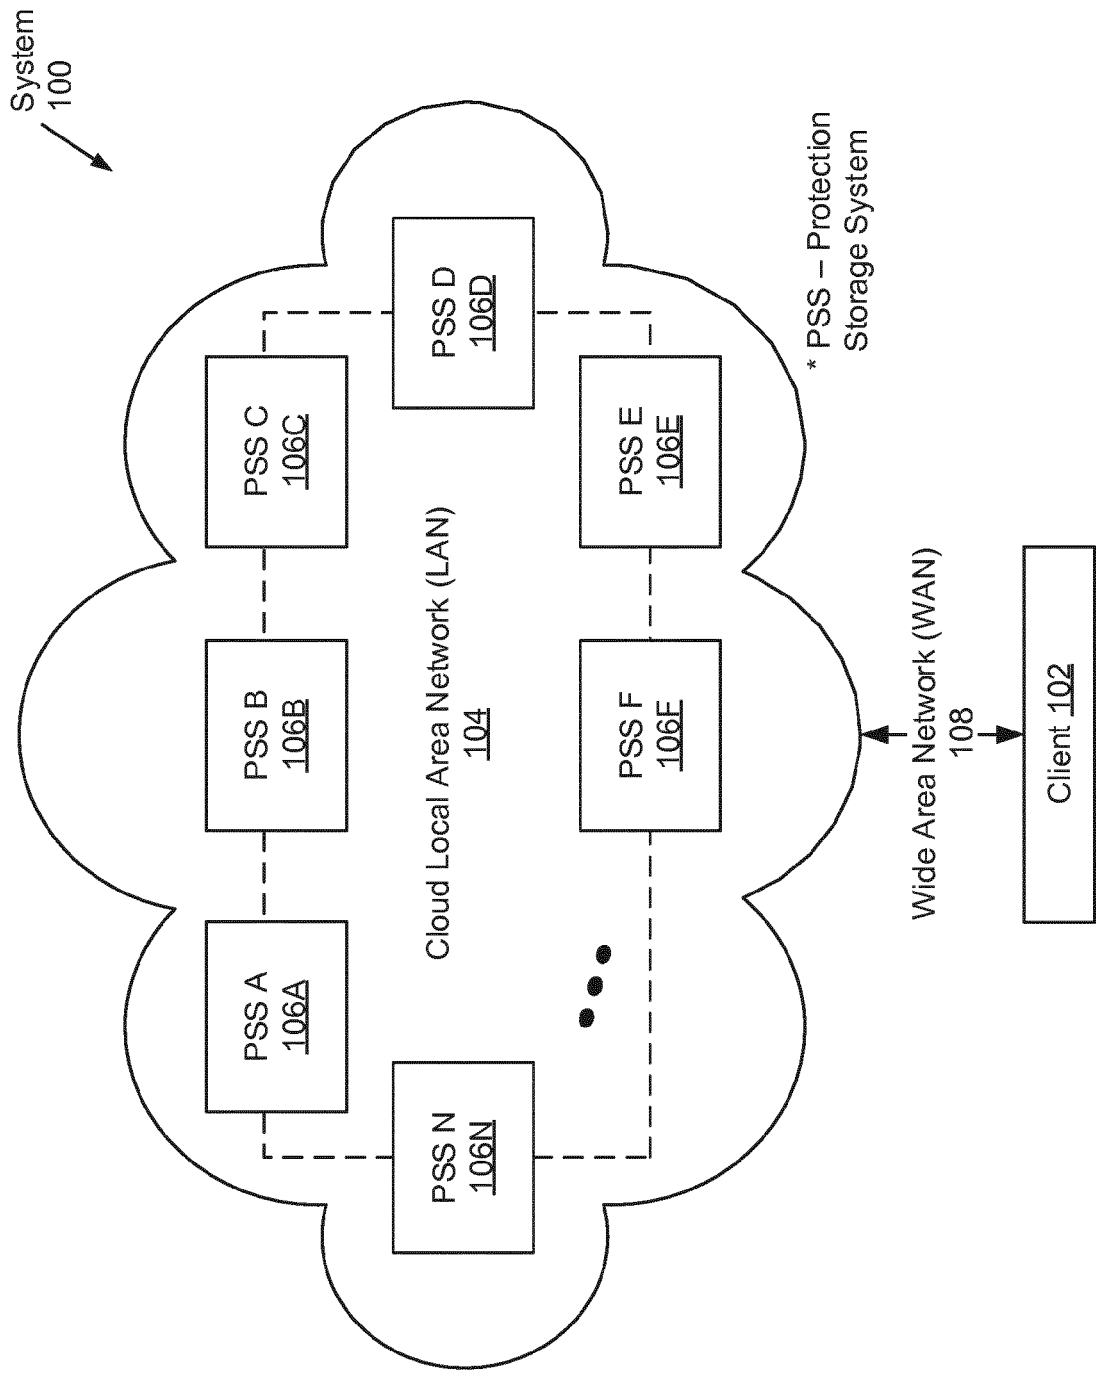 System
100
PSS A
106A
PSS B
106B
PSS C
106C
PSS N
106N
Cloud Local Area Network (LAN)
104
PSS D
106D
PSS F
106F
PSS E
106E
* PSS – Protection
Storage System
Wide Area Network (WAN)
108
Client 102